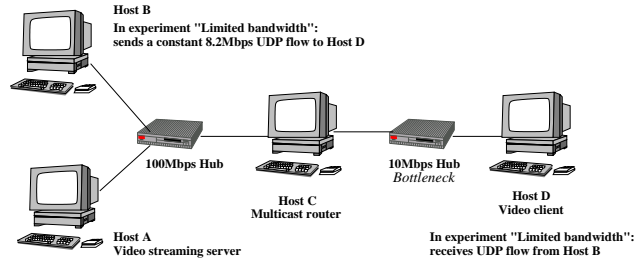 Host B
In experiment "Limited bandwidth":
sends a constant 8.2Mbps UDP flow to Host D
100Mbps Hub
10Mbps Hub
Bottleneck
Host C
Multicast router
Host D
Video client
Host A
Video streaming server
In experiment "Limited bandwidth":
receives UDP flow from Host B